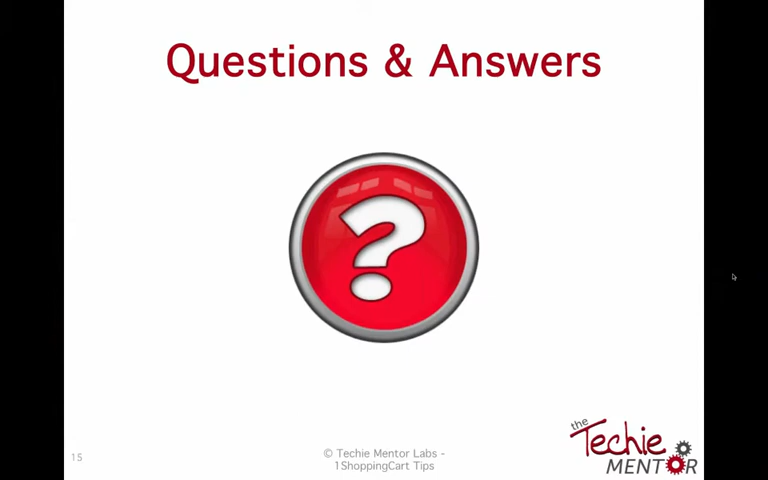 Questions & Answers
?
15
© Techie Mentor Labs -
1ShoppingCart Tips
the
Techie
MENTOR